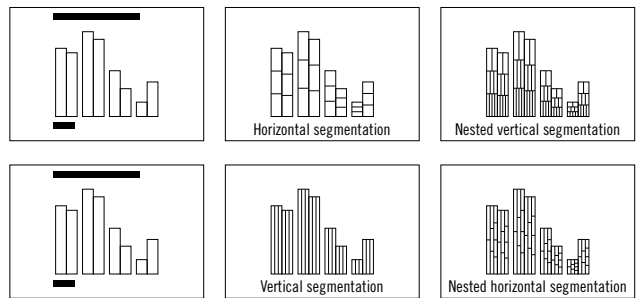 Horizontal segmentation
Nested vertical segmentation
Vertical segmentation
Nested horizontal segmentation